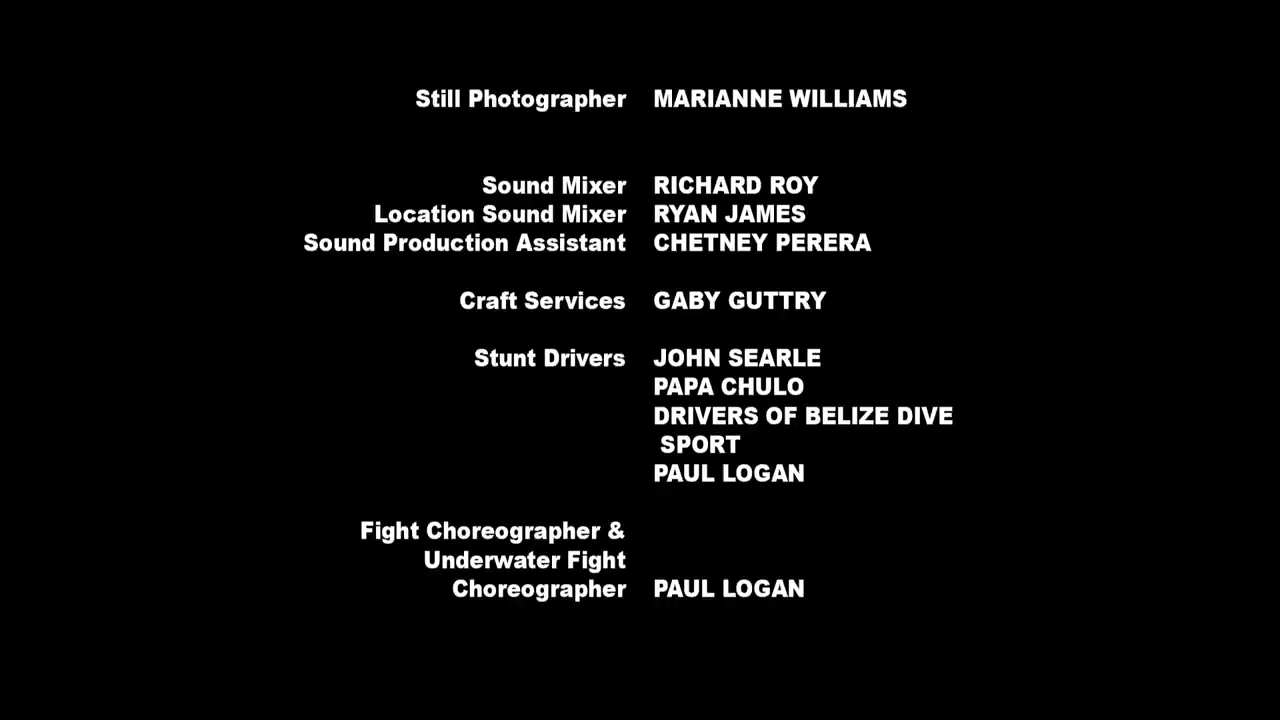 Still Photographer MARIANNE WILLIAMS
Sound Mixer RICHARD ROY
Location Sound Mixer RYAN JAMES
Sound Production Assistant CHETNEY PERERA
Craft Services GABY GUTTRY
Stunt Drivers JOHN SEARLE
PAPA CHULO
DRIVERS OF BELIZE DIVE
SPORT
PAUL LOGAN
Fight Choreographer &
Underwater Fight
Choreographer PAUL LOGAN